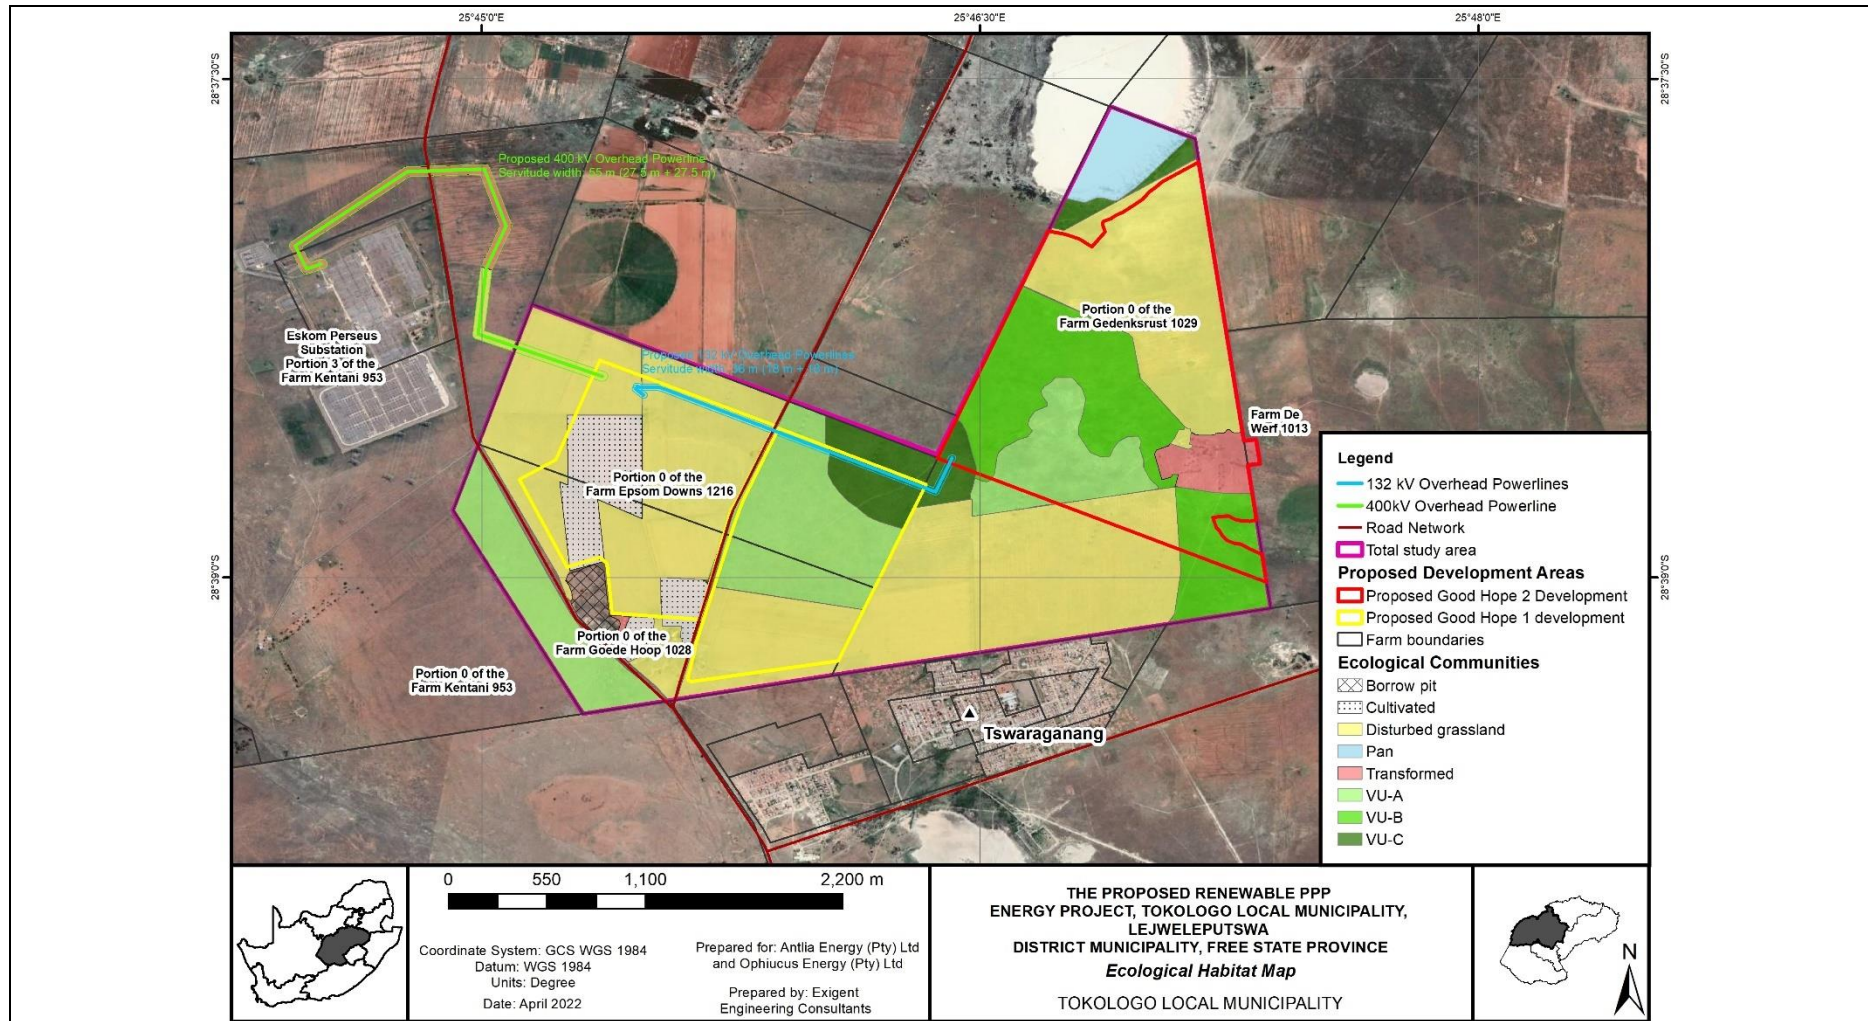 25°45'0"E
25°46'30"E
25°48'0"E
28°37'30"S
28°37'30"S
Proposed 400 kV Overhead Powerline
Servitude width: 55 m (27.5 m + 27.5 m)
Portion 0 of the
Farm Gedenksrust 1029
Eskom Perseus
Substation
Portion 3 of the
Farm Kentani 953
Proposed 132 kV Overhead Powerlines
Servitude width: 36 m (18 m + 18 m)
Farm De
Werf 1013
Portion 0 of the
Farm Epsom Downs 1216
28°39'0"S
28°39'0"S
Portion 0 of the
Farm Goede Hoop 1028
Portion 0 of the
Farm Kentani 953
Tswaraganang
Legend
132 kV Overhead Powerlines
400kV Overhead Powerline
Road Network
Total study area
Proposed Development Areas
Proposed Good Hope 2 Development
Proposed Good Hope 1 development
Farm boundaries
Ecological Communities
Borrow pit
Cultivated
Disturbed grassland
Pan
Transformed
VU-A
VU-B
VU-C
0 550 1,100 2,200 m
Coordinate System: GCS WGS 1984
Datum: WGS 1984
Units: Degree
Date: April 2022
Prepared for: Antlia Energy (Pty) Ltd
and Ophiucus Energy (Pty) Ltd
Prepared by: Exigent
Engineering Consultants
THE PROPOSED RENEWABLE PPP
ENERGY PROJECT, TOKOLOGO LOCAL MUNICIPALITY,
LEJWELEPUTSWA
DISTRICT MUNICIPALITY, FREE STATE PROVINCE
Ecological Habitat Map
TOKOLOGO LOCAL MUNICIPALITY
N